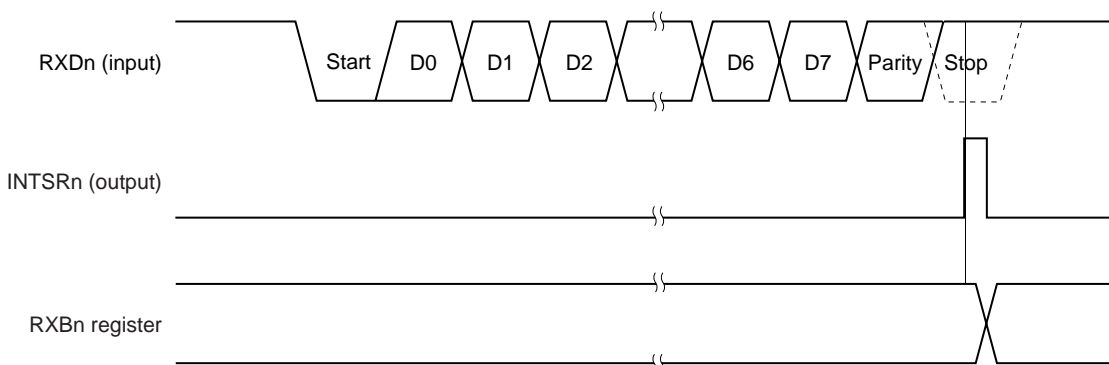 RXDn (input) Start D0 D1 D2 D6 D7 Parity Stop
INTSRn (output)
RXBn register